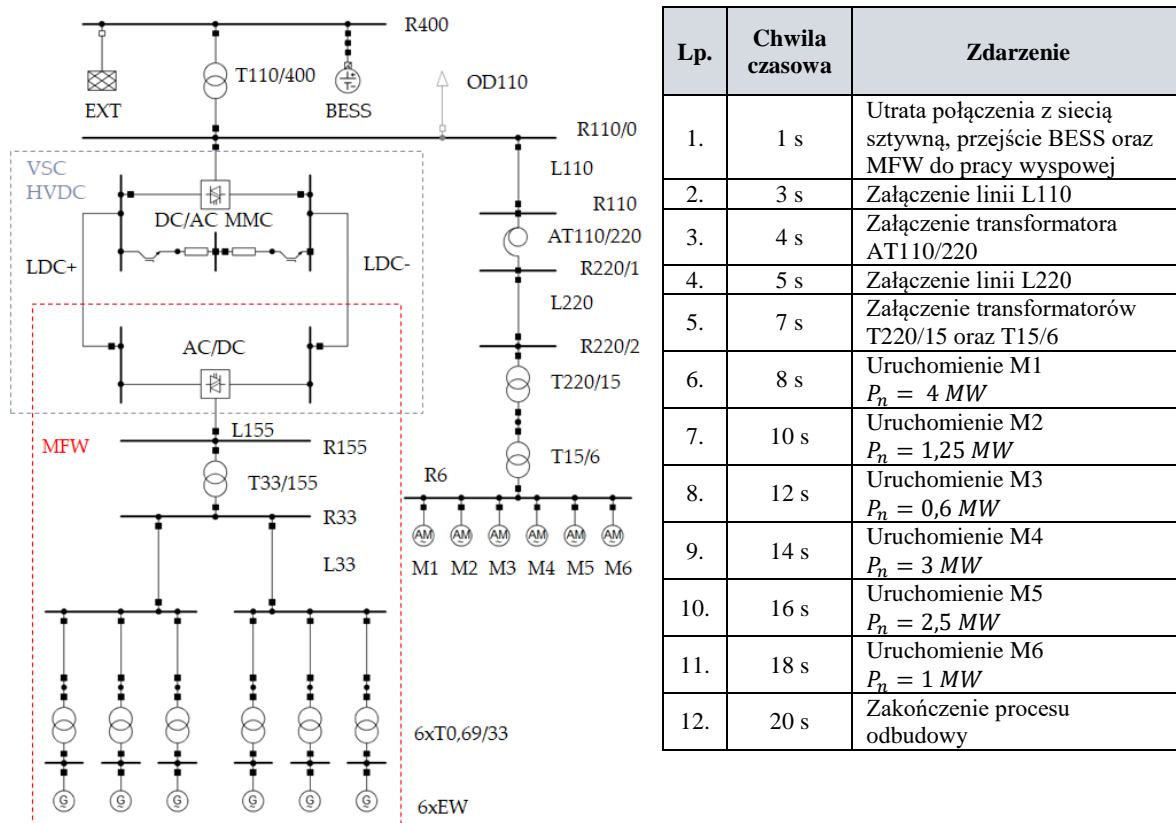 R400
T110/400
EXT
BESS
OD110
R110/0
VSC
HVDC
L110
DC/AC MMC
R110
AT110/220
LDC+
LDC-
R220/1
L220
AC/DC
R220/2
T220/15
MFW
L155
R155
T33/155
T15/6
R6
R33
L33
AM AM AM AM AM AM
M1 M2 M3 M4 M5 M6
6xT0,69/33
G G G G G G
6xEW
Lp. Chwila czasowa Zdarzenie
1. 1 s Utrata połączenia z siecią
sztywną, przejście BESS oraz
MFW do pracy wyspowej
2. 3 s Załączenie linii L110
3. 4 s Załączenie transformatora
AT110/220
4. 5 s Załączenie linii L220
5. 7 s Załączenie transformatorów
T220/15 oraz T15/6
6. 8 s Uruchomienie M1
Pn = 4 MW
7. 10 s Uruchomienie M2
Pn = 1,25 MW
8. 12 s Uruchomienie M3
Pn = 0,6 MW
9. 14 s Uruchomienie M4
Pn = 3 MW
10. 16 s Uruchomienie M5
Pn = 2,5 MW
11. 18 s Uruchomienie M6
Pn = 1 MW
12. 20 s Zakończenie procesu
odbudowy